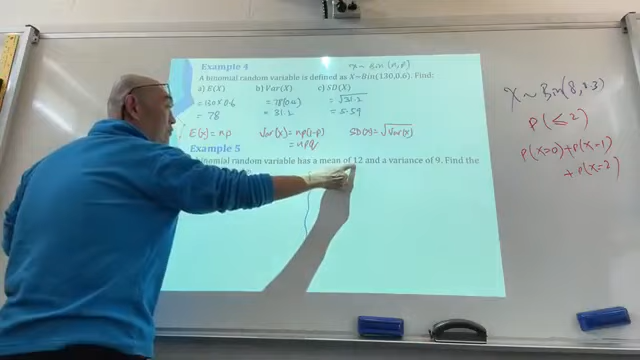 Example 4
X ~ Bin(n, p)
A binomial random variable is defined as X~Bin(130,0.6). Find:
a) E(X) b) Var(X) c) SD(X)
= 130 × 0.6 = 78(0.4) = √31.2
= 78 = 31.2 = 5.59
E(X) = np Var(X) = np(1-p) SD(X) = √Var(X)
= npq
Example 5
binomial random variable has a mean of 12 and a variance of 9. Find the
X ~ Bin(8, 0.3)
P(≤2)
P(X=0) + P(X=1)
+ P(X=2)